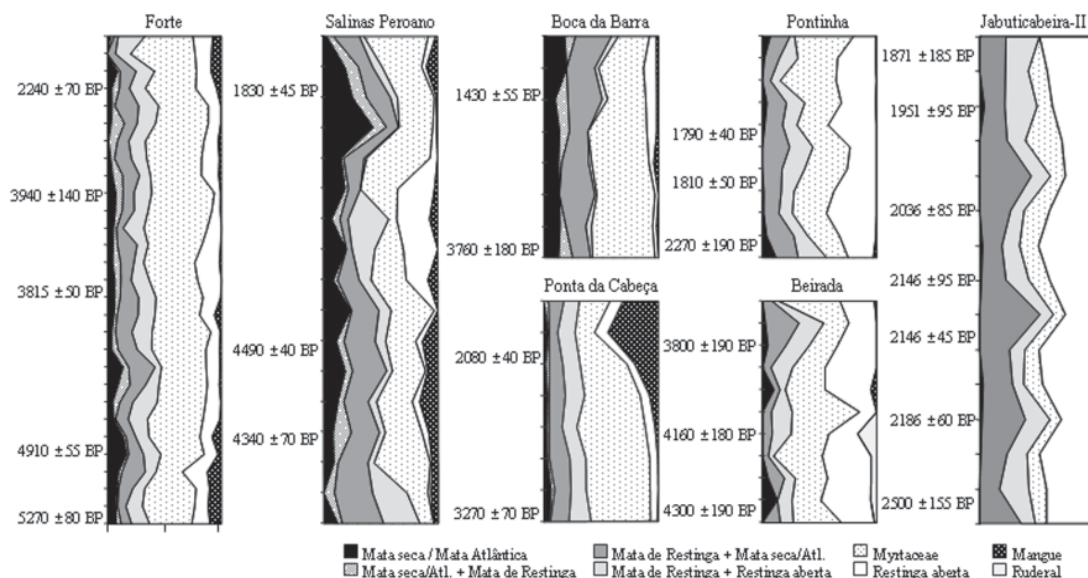 Forte
Salinas Peroano
Boca da Barra
Pontinha
Jabuticabeira-II
2240 ±70 BP
3940 ±140 BP
3815 ±50 BP
4910 ±55 BP
5270 ±80 BP
1830 ±45 BP
4490 ±40 BP
4340 ±70 BP
1430 ±55 BP
3760 ±180 BP
1790 ±40 BP
1810 ±50 BP
2270 ±190 BP
1871 ±185 BP
1951 ±95 BP
2036 ±85 BP
2146 ±95 BP
2146 ±45 BP
2186 ±60 BP
2500 ±155 BP
Ponta da Cabeça
2080 ±40 BP
3270 ±70 BP
Beirada
3800 ±190 BP
4160 ±180 BP
4300 ±190 BP
Mata seca / Mata Atlântica
Mata de Restinga + Mata seca/Atl.
Myrtaceae
Mangue
Mata seca/Atl. + Mata de Restinga
Mata de Restinga + Restinga aberta
Restinga aberta
Ruderal